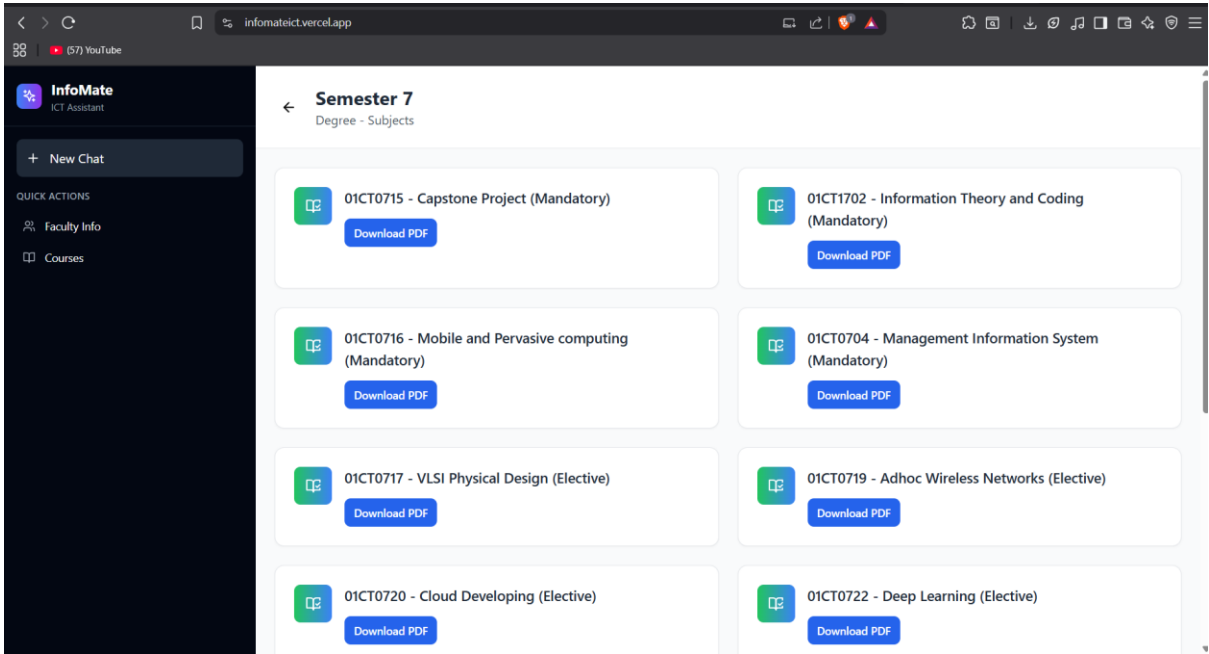 infomateict.vercel.app
(57) YouTube
InfoMate
ICT Assistant
+ New Chat
QUICK ACTIONS
Faculty Info
Courses
Semester 7
Degree - Subjects
01CT0715 - Capstone Project (Mandatory)
Download PDF
01CT1702 - Information Theory and Coding
(Mandatory)
Download PDF
01CT0716 - Mobile and Pervasive computing
(Mandatory)
Download PDF
01CT0704 - Management Information System
(Mandatory)
Download PDF
01CT0717 - VLSI Physical Design (Elective)
Download PDF
01CT0719 - Adhoc Wireless Networks (Elective)
Download PDF
01CT0720 - Cloud Developing (Elective)
Download PDF
01CT0722 - Deep Learning (Elective)
Download PDF